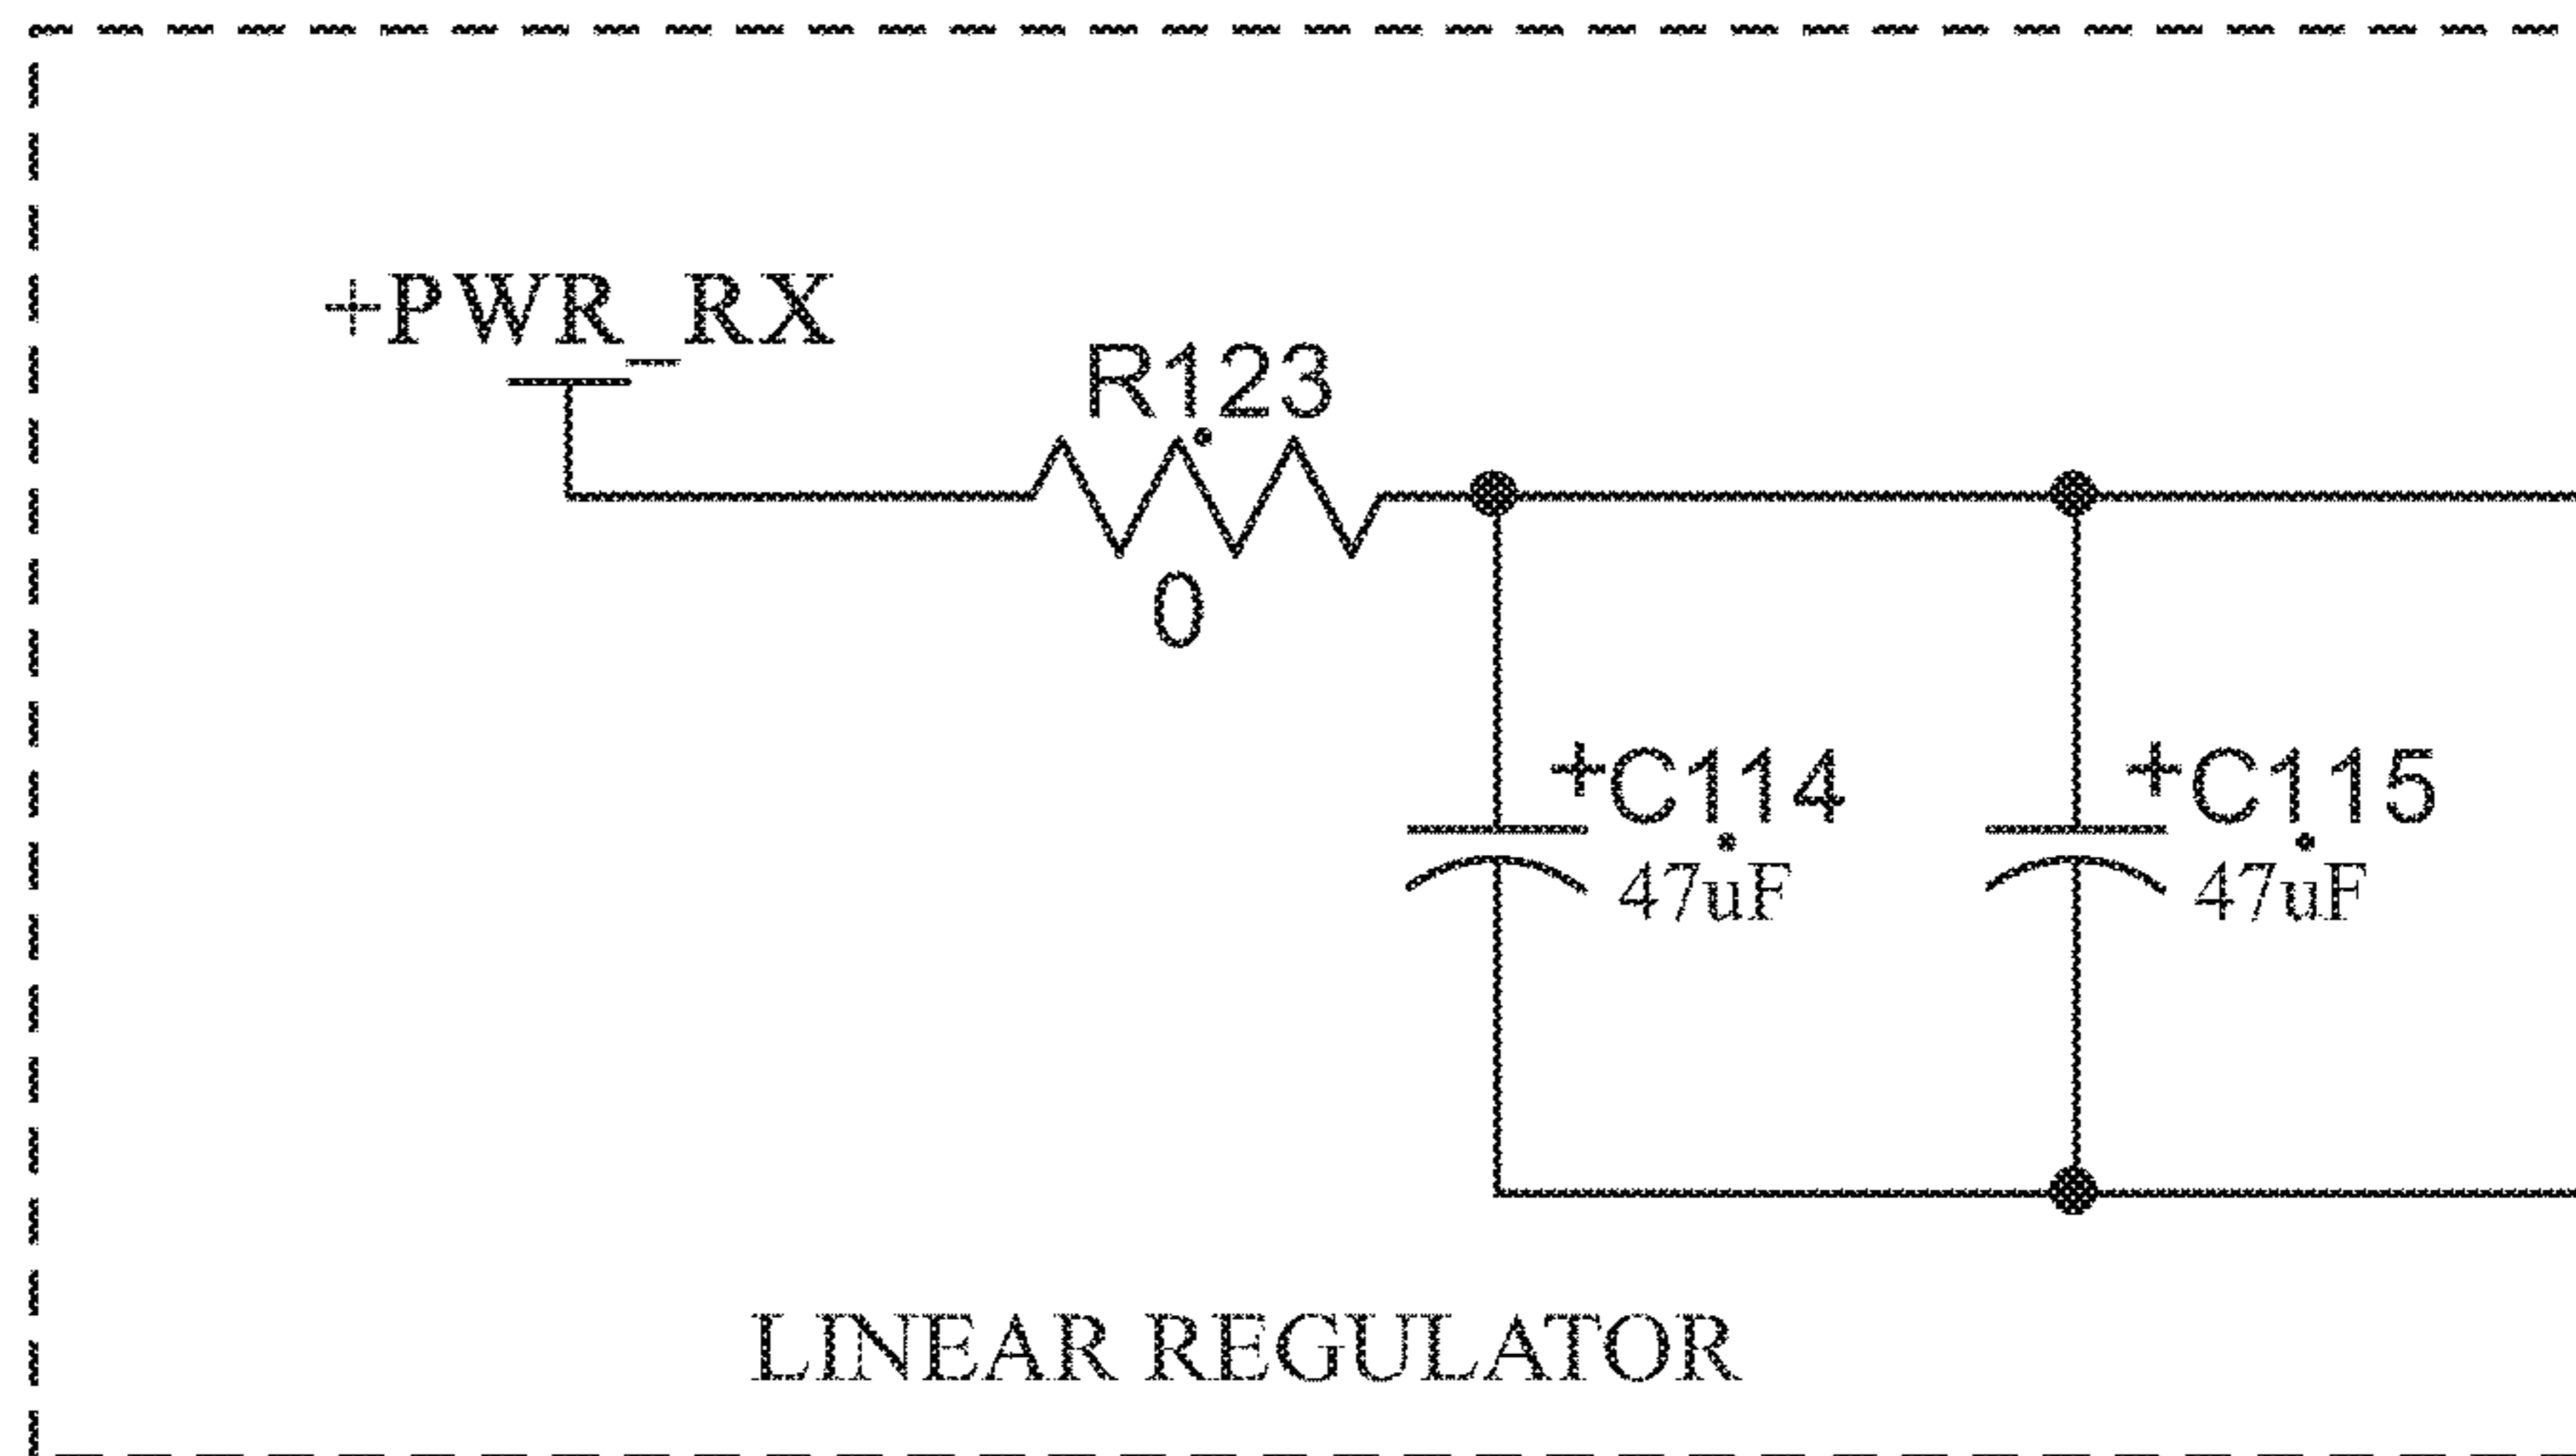 +PWR_RX
R123
0
+C114
47uF
+C115
47uF
LINEAR REGULATOR